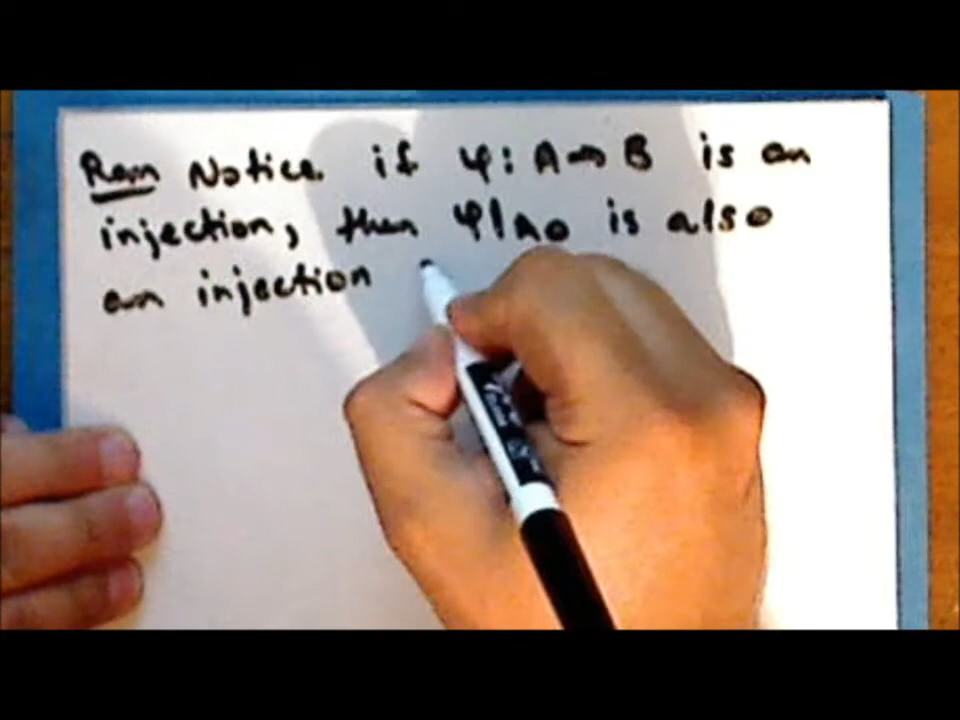 Rem Notice if φ: A → B is an
injection, then φ|A₀ is also
an injection